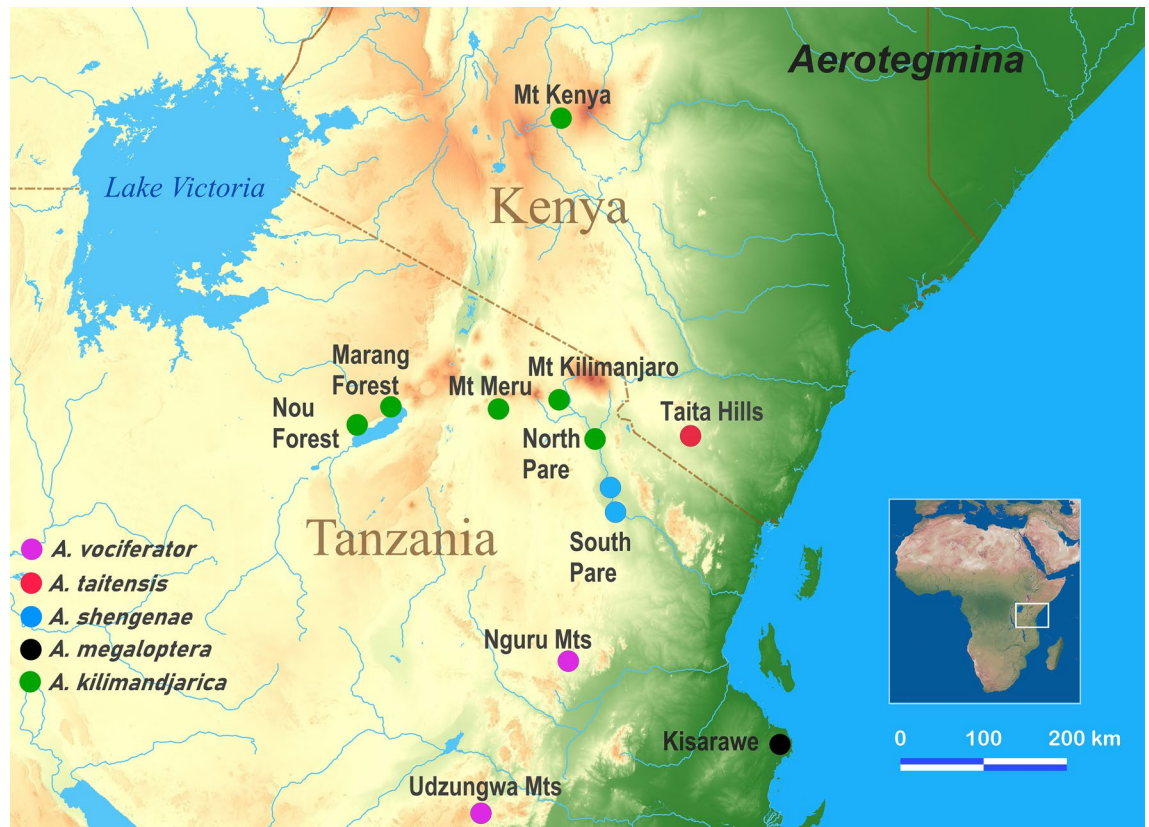 Aerotegmina
Mt Kenya
Lake Victoria
Kenya
Marang
Forest
Mt Kilimanjaro
Mt Meru
Nou
Forest
Taita Hills
North
Pare
Tanzania
South
Pare
A. vociferator
A. taitensis
A. shengenae
A. megaloptera
A. kilimandjarica
Nguru Mts
Kisarawe
Udzungwa Mts
0 100 200 km